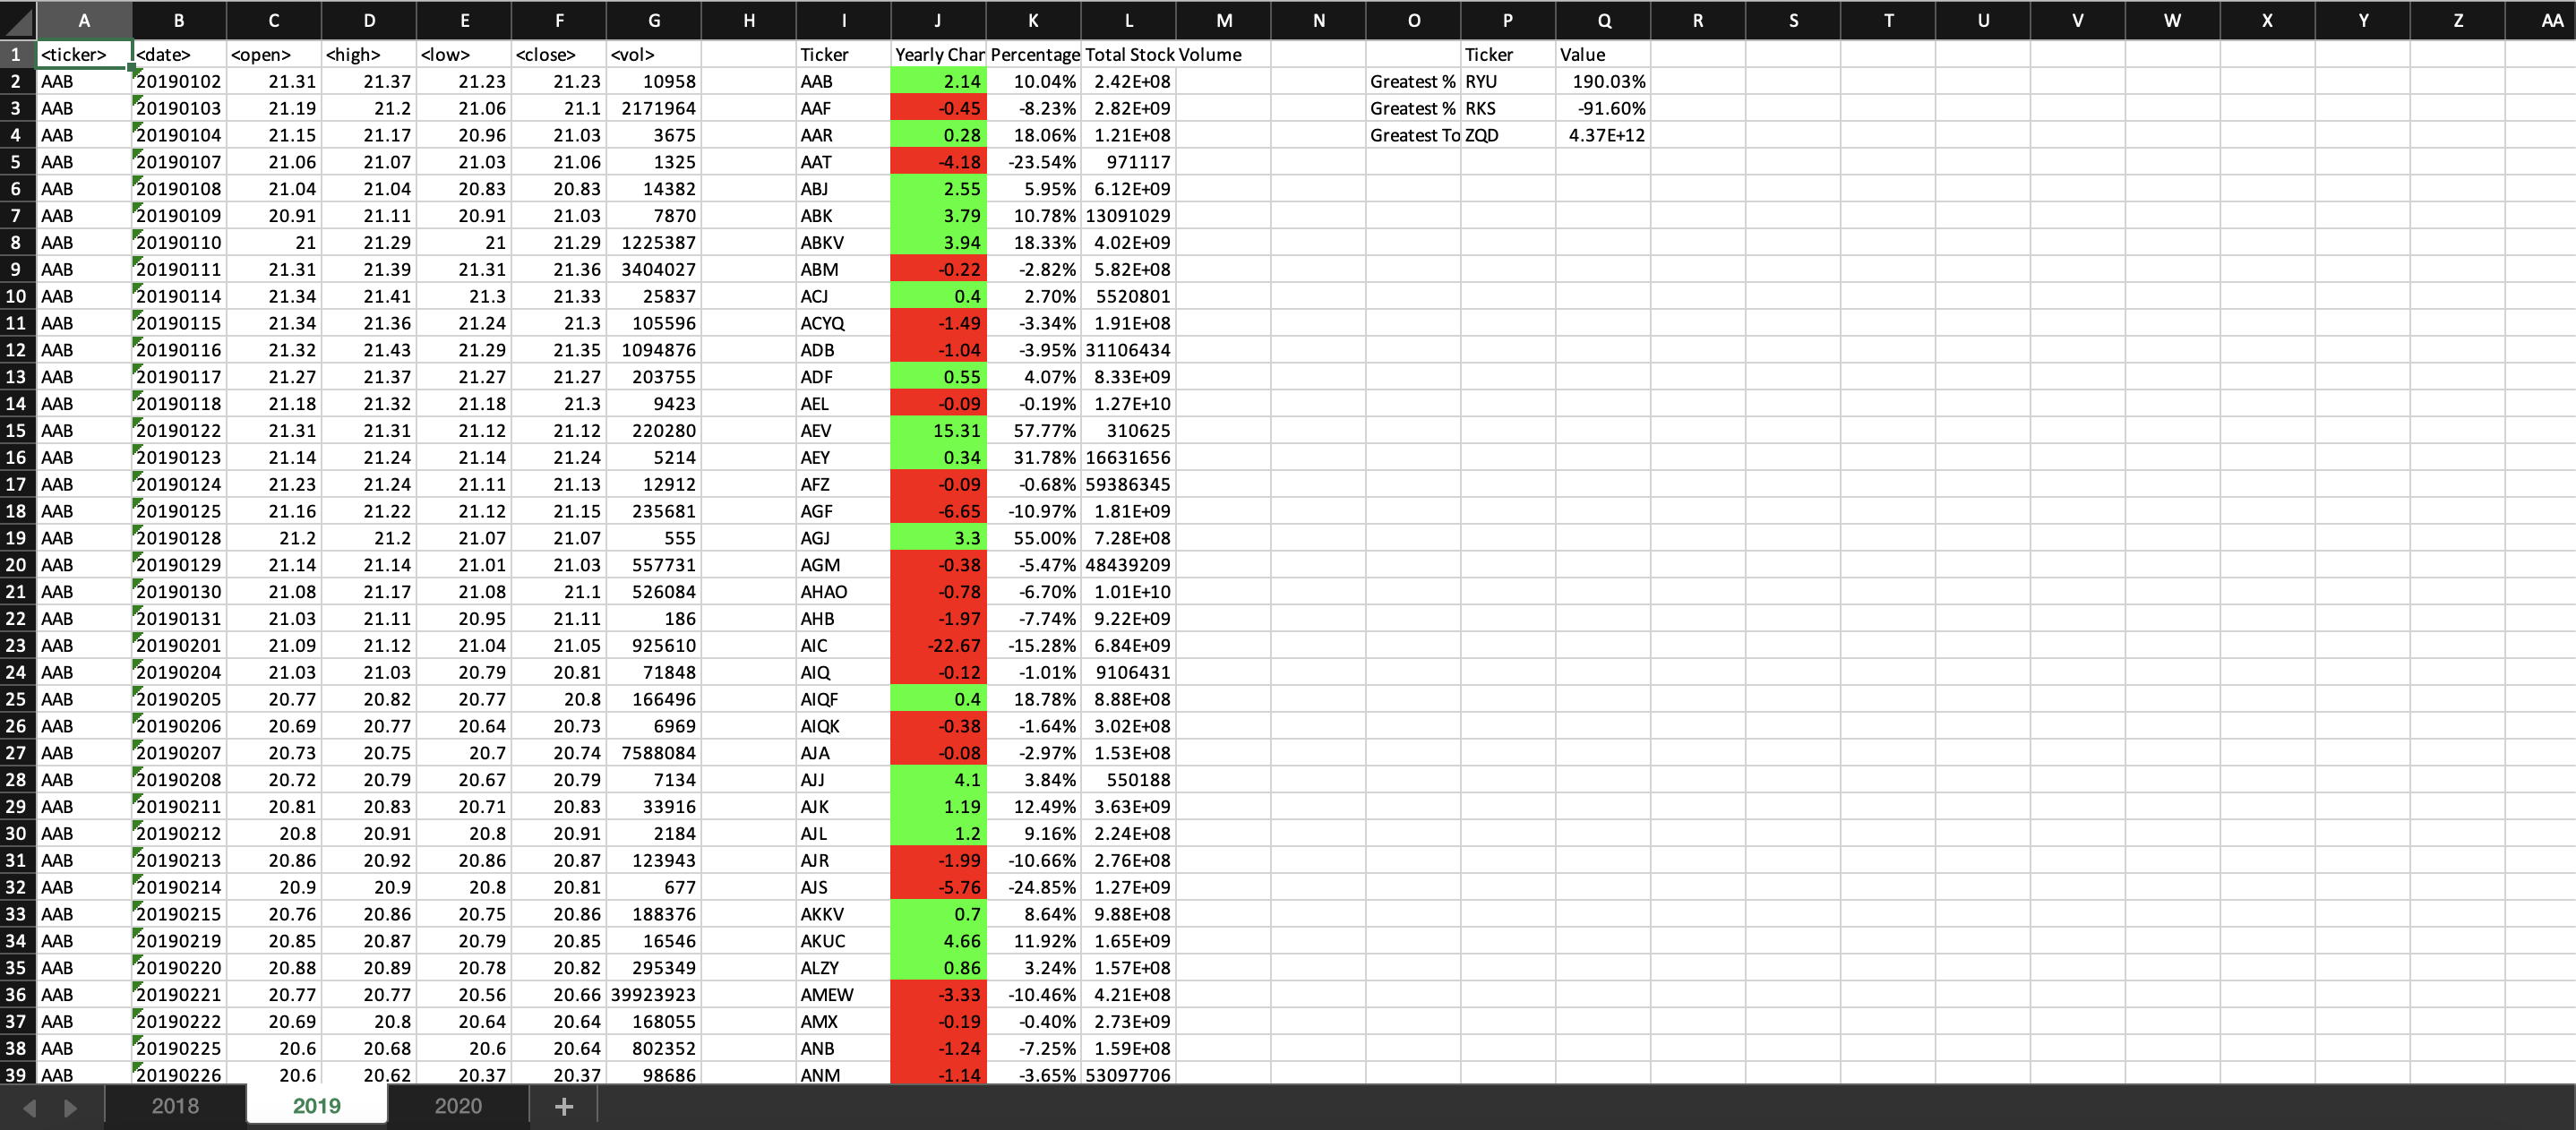 A B C D E F G H I J K L M N O P Q R S T U V W X Y Z AA
1 <ticker> <date> <open> <high> <low> <close> <vol> Ticker Yearly Char Percentage Total Stock Volume Ticker Value
2 AAB 20190102 21.31 21.37 21.23 21.23 10958 AAB 2.14 10.04% 2.42E+08 Greatest % RYU 190.03%
3 AAB 20190103 21.19 21.2 21.06 21.1 2171964 AAF -0.45 -8.23% 2.82E+09 Greatest % RKS -91.60%
4 AAB 20190104 21.15 21.17 20.96 21.03 3675 AAR 0.28 18.06% 1.21E+08 Greatest To ZQD 4.37E+12
5 AAB 20190107 21.06 21.07 21.03 21.06 1325 AAT -4.18 -23.54% 971117
6 AAB 20190108 21.04 21.04 20.83 20.83 14382 ABJ 2.55 5.95% 6.12E+09
7 AAB 20190109 20.91 21.11 20.91 21.03 7870 ABK 3.79 10.78% 13091029
8 AAB 20190110 21 21.29 21 21.29 1225387 ABKV 3.94 18.33% 4.02E+09
9 AAB 20190111 21.31 21.39 21.31 21.36 3404027 ABM -0.22 -2.82% 5.82E+08
10 AAB 20190114 21.34 21.41 21.3 21.33 25837 ACJ 0.4 2.70% 5520801
11 AAB 20190115 21.34 21.36 21.24 21.3 105596 ACYQ -1.49 -3.34% 1.91E+08
12 AAB 20190116 21.32 21.43 21.29 21.35 1094876 ADB -1.04 -3.95% 31106434
13 AAB 20190117 21.27 21.37 21.27 21.27 203755 ADF 0.55 4.07% 8.33E+09
14 AAB 20190118 21.18 21.32 21.18 21.3 9423 AEL -0.09 -0.19% 1.27E+10
15 AAB 20190122 21.31 21.31 21.12 21.12 220280 AEV 15.31 57.77% 310625
16 AAB 20190123 21.14 21.24 21.14 21.24 5214 AEY 0.34 31.78% 16631656
17 AAB 20190124 21.23 21.24 21.11 21.13 12912 AFZ -0.09 -0.68% 59386345
18 AAB 20190125 21.16 21.22 21.12 21.15 235681 AGF -6.65 -10.97% 1.81E+09
19 AAB 20190128 21.2 21.2 21.07 21.07 555 AGJ 3.3 55.00% 7.28E+08
20 AAB 20190129 21.14 21.14 21.01 21.03 557731 AGM -0.38 -5.47% 48439209
21 AAB 20190130 21.08 21.17 21.08 21.1 526084 AHAO -0.78 -6.70% 1.01E+10
22 AAB 20190131 21.03 21.11 20.95 21.11 186 AHB -1.97 -7.74% 9.22E+09
23 AAB 20190201 21.09 21.12 21.04 21.05 925610 AIC -22.67 -15.28% 6.84E+09
24 AAB 20190204 21.03 21.03 20.79 20.81 71848 AIQ -0.12 -1.01% 9106431
25 AAB 20190205 20.77 20.82 20.77 20.8 166496 AIQF 0.4 18.78% 8.88E+08
26 AAB 20190206 20.69 20.77 20.64 20.73 6969 AIQK -0.38 -1.64% 3.02E+08
27 AAB 20190207 20.73 20.75 20.7 20.74 7588084 AJA -0.08 -2.97% 1.53E+08
28 AAB 20190208 20.72 20.79 20.67 20.79 7134 AJJ 4.1 3.84% 550188
29 AAB 20190211 20.81 20.83 20.71 20.83 33916 AJK 1.19 12.49% 3.63E+09
30 AAB 20190212 20.8 20.91 20.8 20.91 2184 AJL 1.2 9.16% 2.24E+08
31 AAB 20190213 20.86 20.92 20.86 20.87 123943 AJR -1.99 -10.66% 2.76E+08
32 AAB 20190214 20.9 20.9 20.8 20.81 677 AJS -5.76 -24.85% 1.27E+09
33 AAB 20190215 20.76 20.86 20.75 20.86 188376 AKKV 0.7 8.64% 9.88E+08
34 AAB 20190219 20.85 20.87 20.79 20.85 16546 AKUC 4.66 11.92% 1.65E+09
35 AAB 20190220 20.88 20.89 20.78 20.82 295349 ALZY 0.86 3.24% 1.57E+08
36 AAB 20190221 20.77 20.77 20.56 20.66 39923923 AMEW -3.33 -10.46% 4.21E+08
37 AAB 20190222 20.69 20.8 20.64 20.64 168055 AMX -0.19 -0.40% 2.73E+09
38 AAB 20190225 20.6 20.68 20.6 20.64 802352 ANB -1.24 -7.25% 1.59E+08
39 AAB 20190226 20.6 20.62 20.37 20.37 98686 ANM -1.14 -3.65% 53097706
2018 2019 2020 +